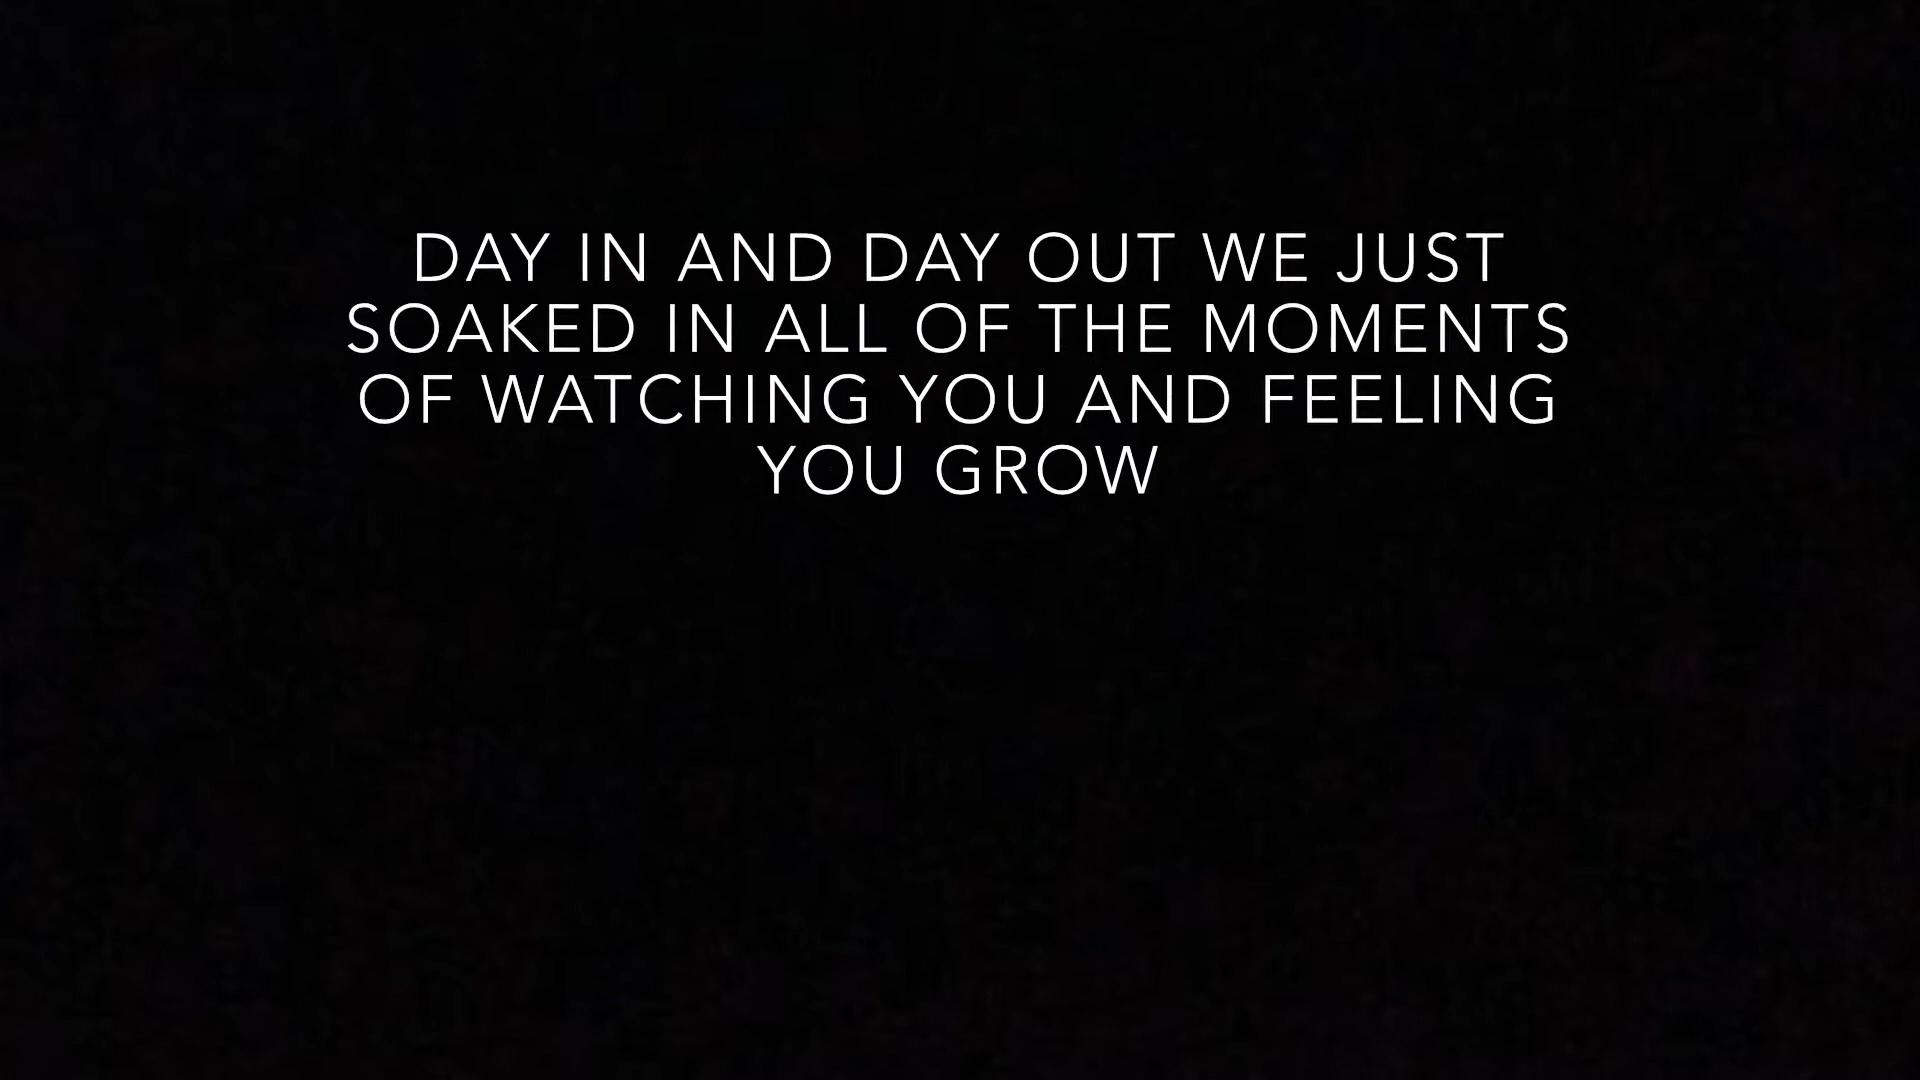 DAY IN AND DAY OUT WE JUST
SOAKED IN ALL OF THE MOMENTS
OF WATCHING YOU AND FEELING
YOU GROW